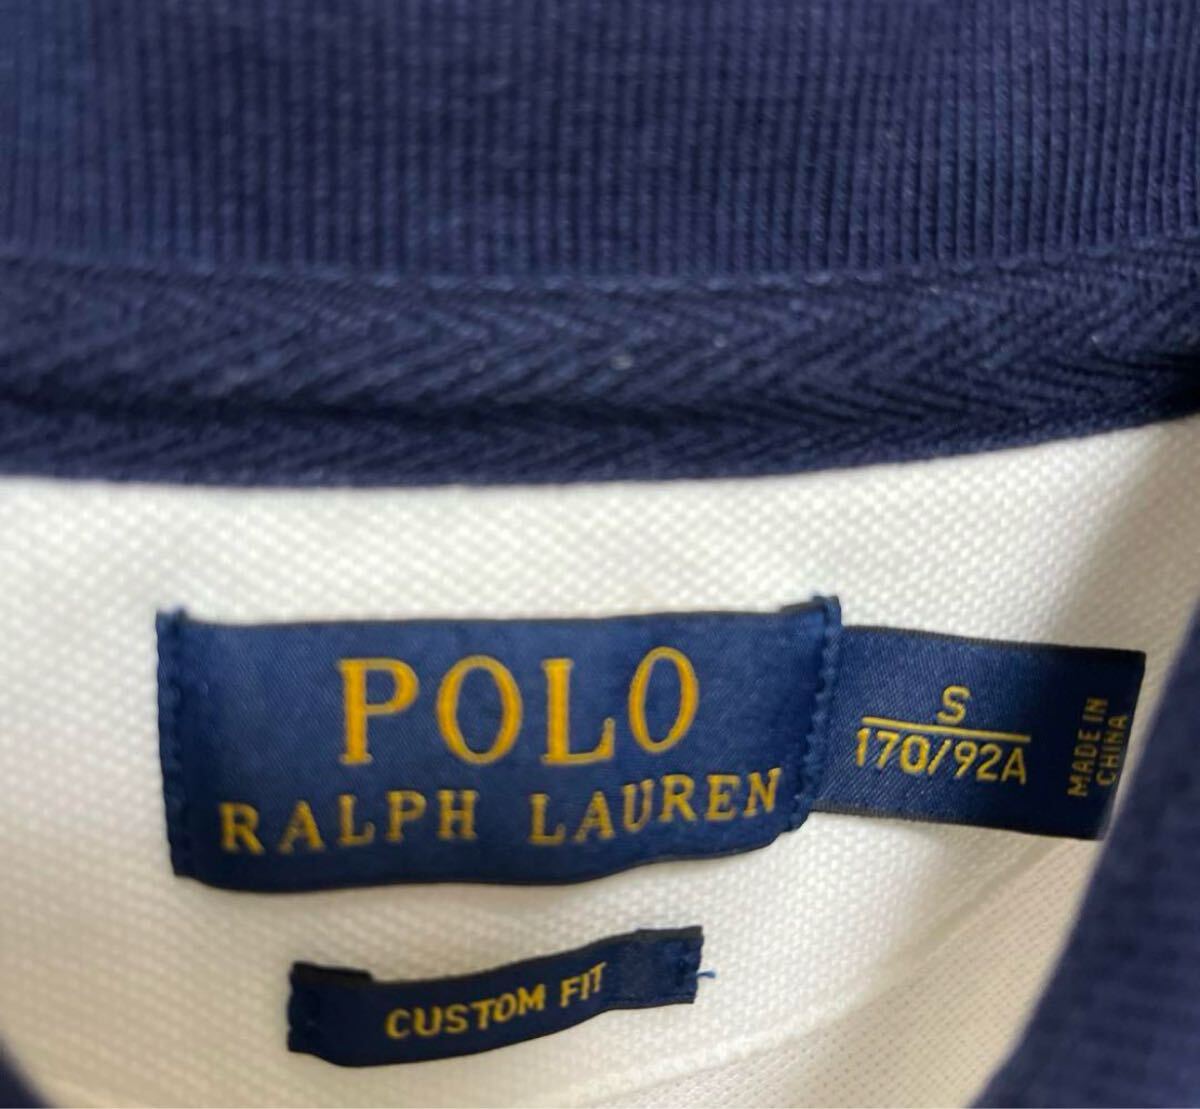 POLO
RALPH LAUREN
S
170/92A
MADE IN
CHINA
CUSTOM FIT